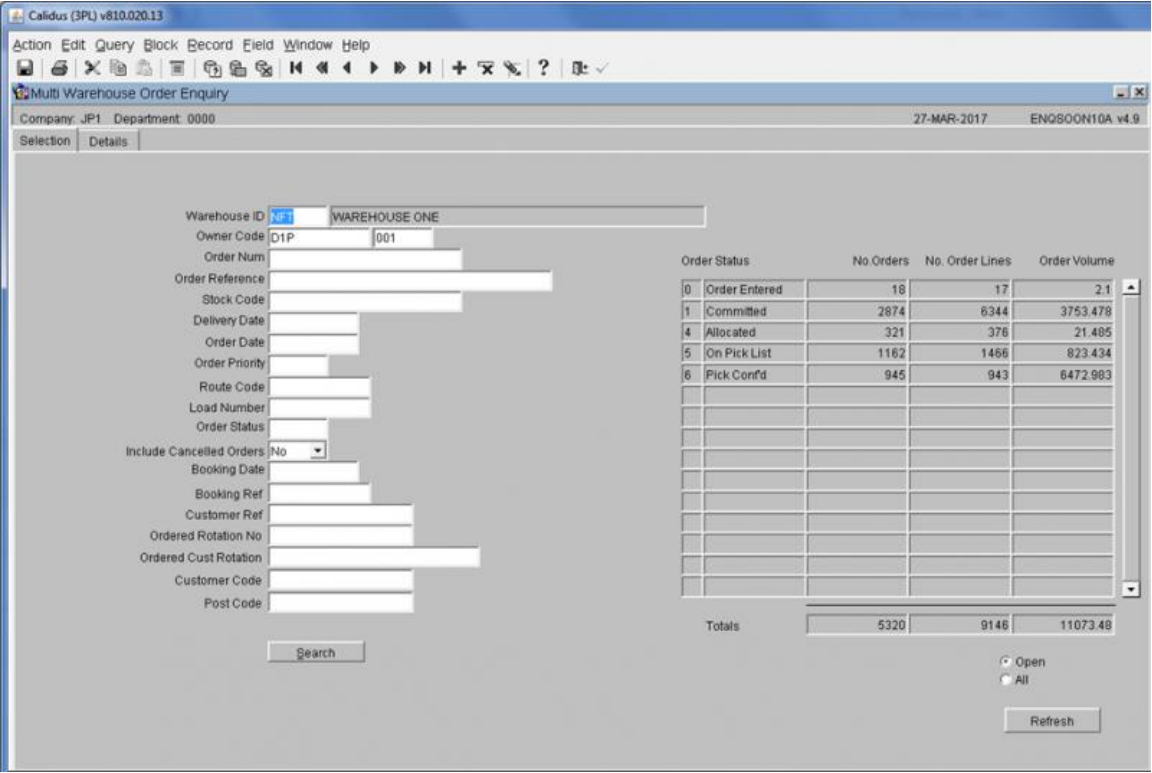 Calidus (3PL) v810.020.13
Action Edit Query Block Record Field Window Help
Multi Warehouse Order Enquiry
Company: JP1 Department: 0000 27-MAR-2017 ENQSOON10A v4.9
Selection Details
Warehouse ID NFT WAREHOUSE ONE
Owner Code D1P 001
Order Num
Order Reference
Stock Code
Delivery Date
Order Date
Order Priority
Route Code
Load Number
Order Status
Include Cancelled Orders No
Booking Date
Booking Ref
Customer Ref
Ordered Rotation No
Ordered Cust Rotation
Customer Code
Post Code
Search
Order Status No.Orders No. Order Lines Order Volume
0 Order Entered 18 17 2.1
1 Committed 2874 6344 3753.478
4 Allocated 321 376 21.485
5 On Pick List 1162 1466 823.434
6 Pick Conf'd 945 943 6472.983
Totals 5320 9146 11073.48
Open
All
Refresh